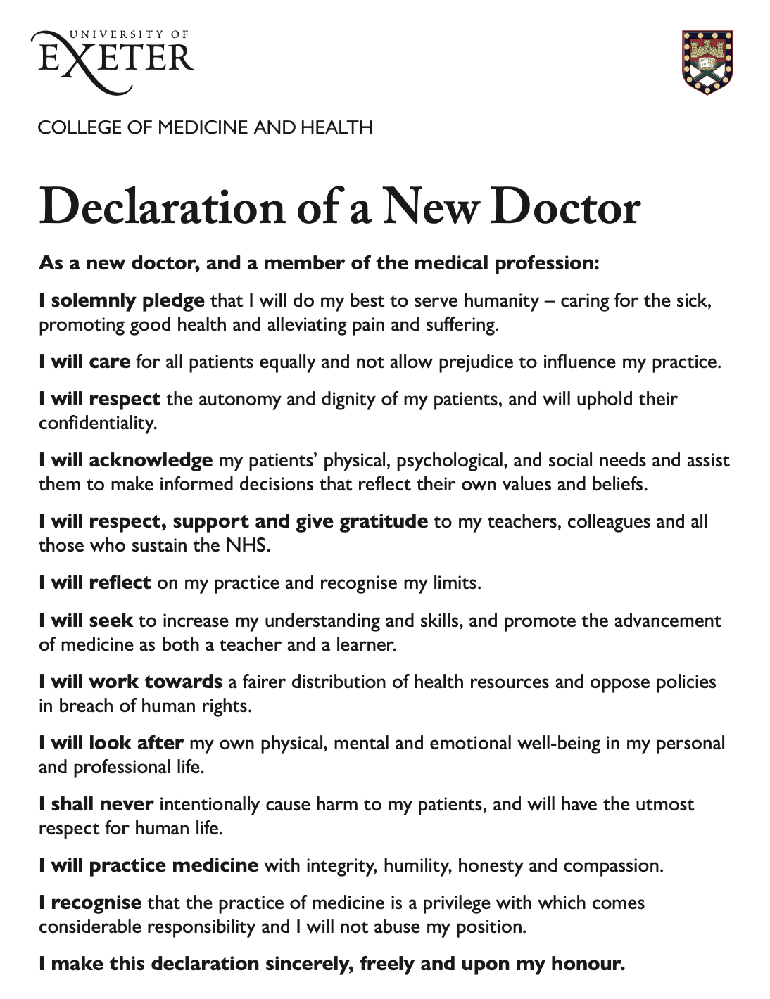 UNIVERSITY OF
EXETER
COLLEGE OF MEDICINE AND HEALTH
Declaration of a New Doctor
As a new doctor, and a member of the medical profession:
I solemnly pledge that I will do my best to serve humanity – caring for the sick,
promoting good health and alleviating pain and suffering.
I will care for all patients equally and not allow prejudice to influence my practice.
I will respect the autonomy and dignity of my patients, and will uphold their
confidentiality.
I will acknowledge my patients’ physical, psychological, and social needs and assist
them to make informed decisions that reflect their own values and beliefs.
I will respect, support and give gratitude to my teachers, colleagues and all
those who sustain the NHS.
I will reflect on my practice and recognise my limits.
I will seek to increase my understanding and skills, and promote the advancement
of medicine as both a teacher and a learner.
I will work towards a fairer distribution of health resources and oppose policies
in breach of human rights.
I will look after my own physical, mental and emotional well-being in my personal
and professional life.
I shall never intentionally cause harm to my patients, and will have the utmost
respect for human life.
I will practice medicine with integrity, humility, honesty and compassion.
I recognise that the practice of medicine is a privilege with which comes
considerable responsibility and I will not abuse my position.
I make this declaration sincerely, freely and upon my honour.